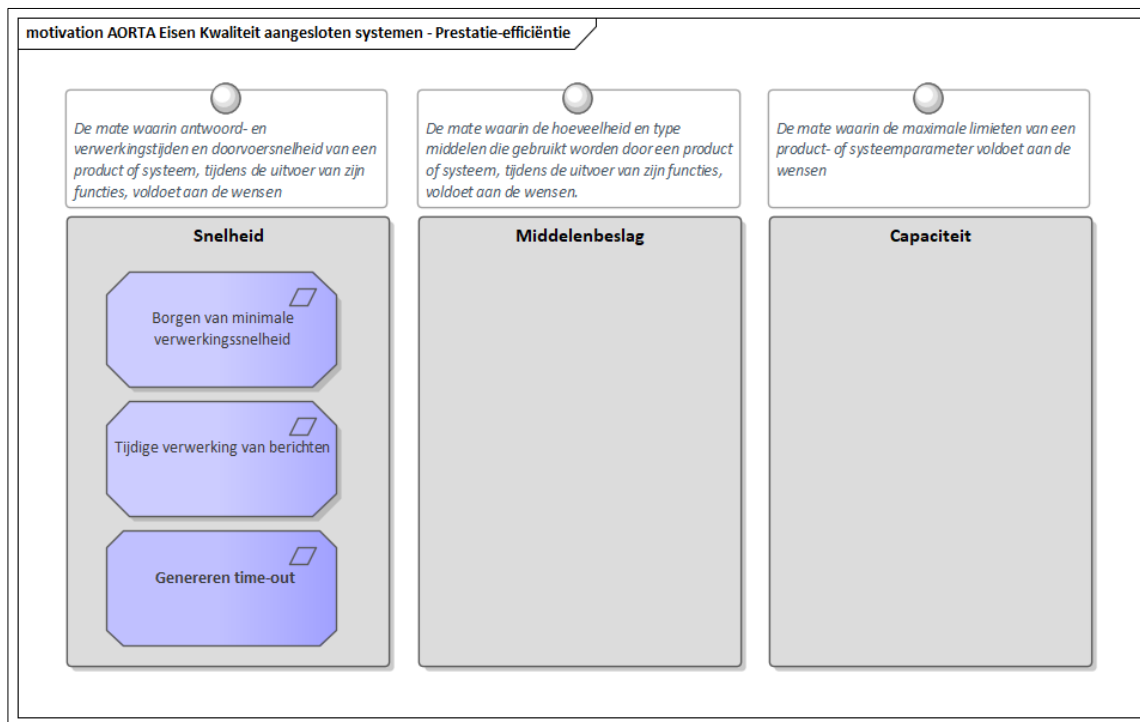 motivation AORTA Eisen Kwaliteit aangesloten systemen - Prestatie-efficiëntie
De mate waarin antwoord- en
verwerkingstijden en doorvoersnelheid van een
product of systeem, tijdens de uitvoer van zijn
functies, voldoet aan de wensen
De mate waarin de hoeveelheid en type
middelen die gebruikt worden door een product
of systeem, tijdens de uitvoer van zijn functies,
voldoet aan de wensen.
De mate waarin de maximale limieten van een
product- of systeemparameter voldoet aan de
wensen
Snelheid
Borgen van minimale
verwerkingssnelheid
Tijdige verwerking van berichten
Genereren time-out
Middelenbeslag
Capaciteit